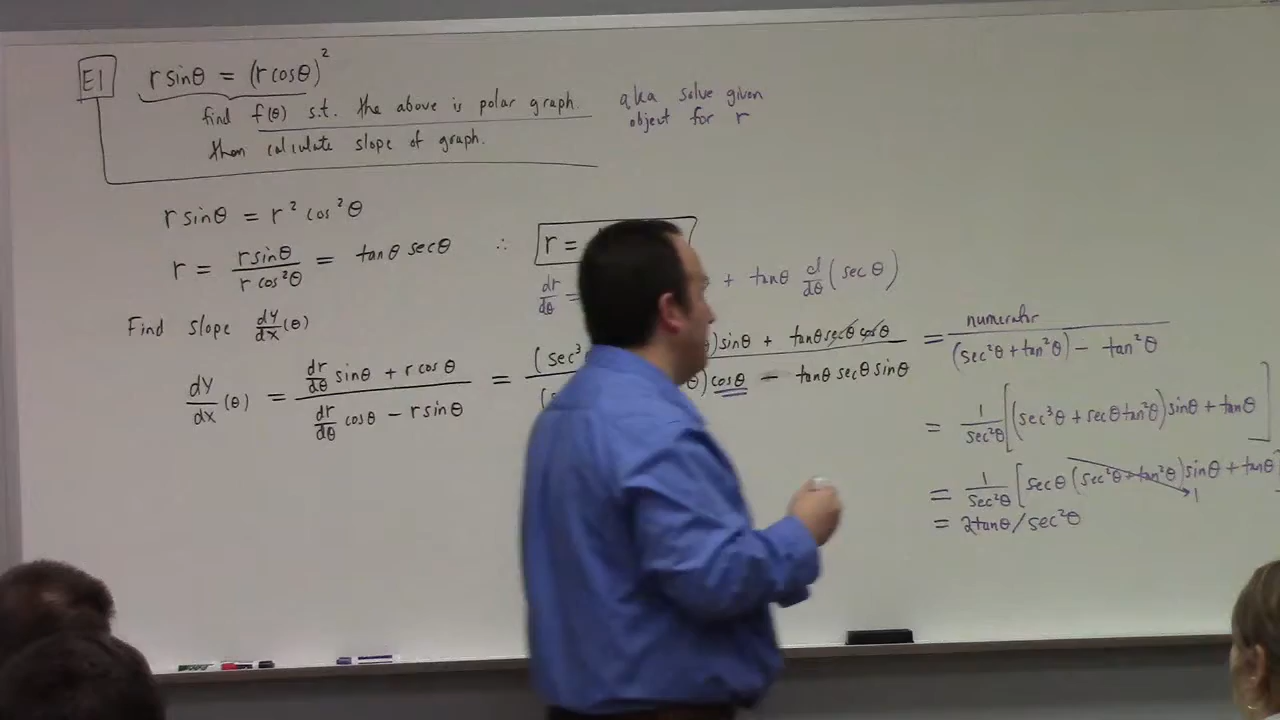 E1 r sinθ = (r cosθ)²
find f(θ) s.t. the above is polar graph.
then calculate slope of graph.
aka solve given
object for r
r sinθ = r² cos²θ
r = r sinθ / r cos²θ = tanθ secθ ∴ r =
dr/dθ = + tanθ d/dθ (secθ)
Find slope dy/dx (θ)
dy/dx (θ) = (dr/dθ sinθ + r cosθ) / (dr/dθ cosθ − r sinθ) = (sec³ ) sinθ + tanθ secθ cosθ / ( θ) cosθ − tanθ secθ sinθ
= numerator / (sec²θ + tan²θ) − tan²θ
= 1/sec²θ [(sec³θ + secθ tan²θ) sinθ + tanθ]
= 1/sec²θ [secθ (sec²θ + tan²θ) sinθ + tanθ]
1
= 2tanθ/sec²θ